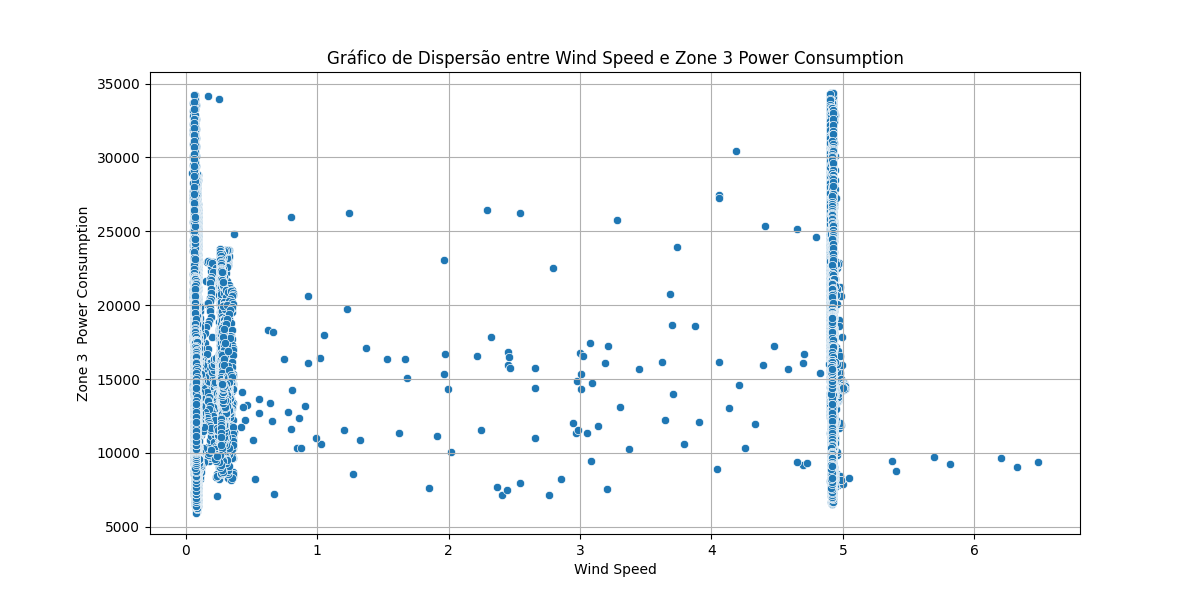 Gráfico de Dispersão entre Wind Speed e Zone 3 Power Consumption
35000
30000
25000
20000
15000
10000
5000
Zone 3  Power Consumption
0 1 2 3 4 5 6
Wind Speed